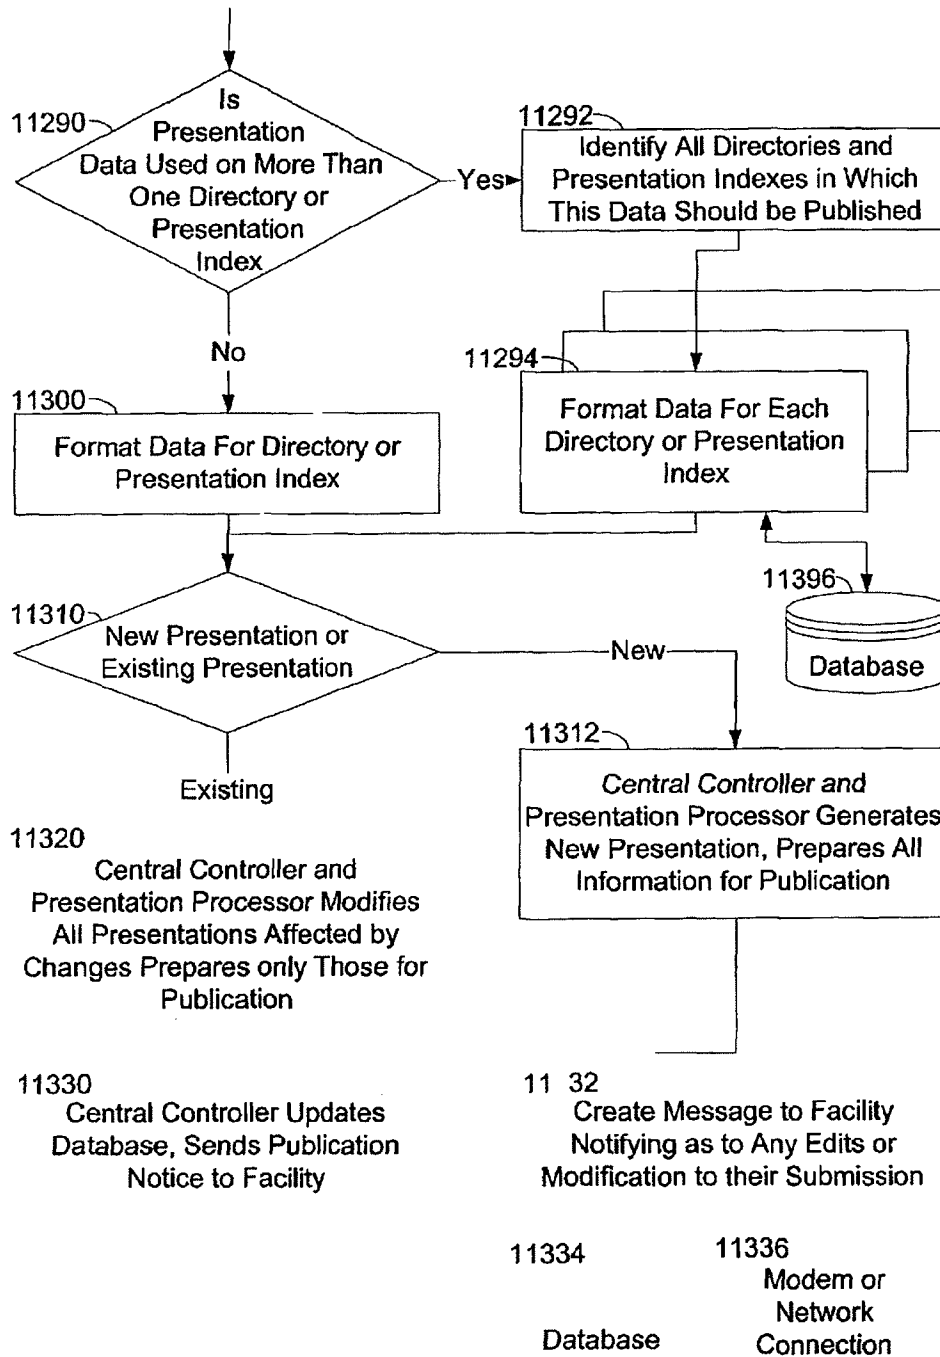 11290
Is
Presentation
Data Used on More Than
One Directory or
Presentation
Index
Yes
11292
Identify All Directories and
Presentation Indexes in Which
This Data Should be Published
No
11294
Format Data For Each
Directory or Presentation
Index
11300
Format Data For Directory or
Presentation Index
11396
Database
11310
New Presentation or
Existing Presentation
New
11312
Central Controller and
Presentation Processor Generates
New Presentation, Prepares All
Information for Publication
Existing
11320
Central Controller and
Presentation Processor Modifies
All Presentations Affected by
Changes Prepares only Those for
Publication
11330
Central Controller Updates
Database, Sends Publication
Notice to Facility
11 32
Create Message to Facility
Notifying as to Any Edits or
Modification to their Submission
11334
Database
11336
Modem or
Network
Connection